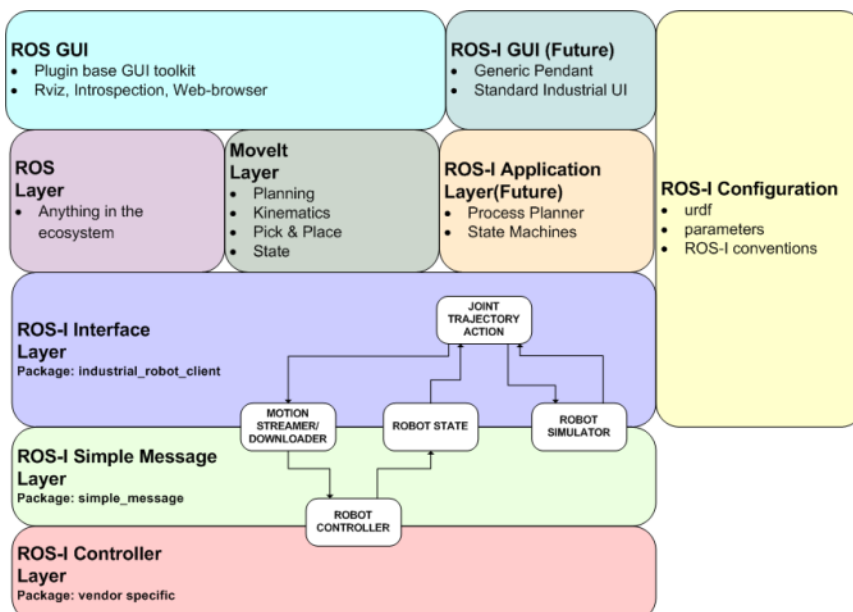 ROS GUI
• Plugin base GUI toolkit
• Rviz, Introspection, Web-browser
ROS-I GUI (Future)
• Generic Pendant
• Standard Industrial UI
ROS
Layer
• Anything in the
ecosystem
MoveIt
Layer
• Planning
• Kinematics
• Pick & Place
• State
ROS-I Application
Layer(Future)
• Process Planner
• State Machines
ROS-I Configuration
• urdf
• parameters
• ROS-I conventions
ROS-I Interface
Layer
Package: industrial_robot_client
JOINT
TRAJECTORY
ACTION
MOTION
STREAMER/
DOWNLOADER
ROBOT STATE
ROBOT
SIMULATOR
ROS-I Simple Message
Layer
Package: simple_message
ROBOT
CONTROLLER
ROS-I Controller
Layer
Package: vendor specific